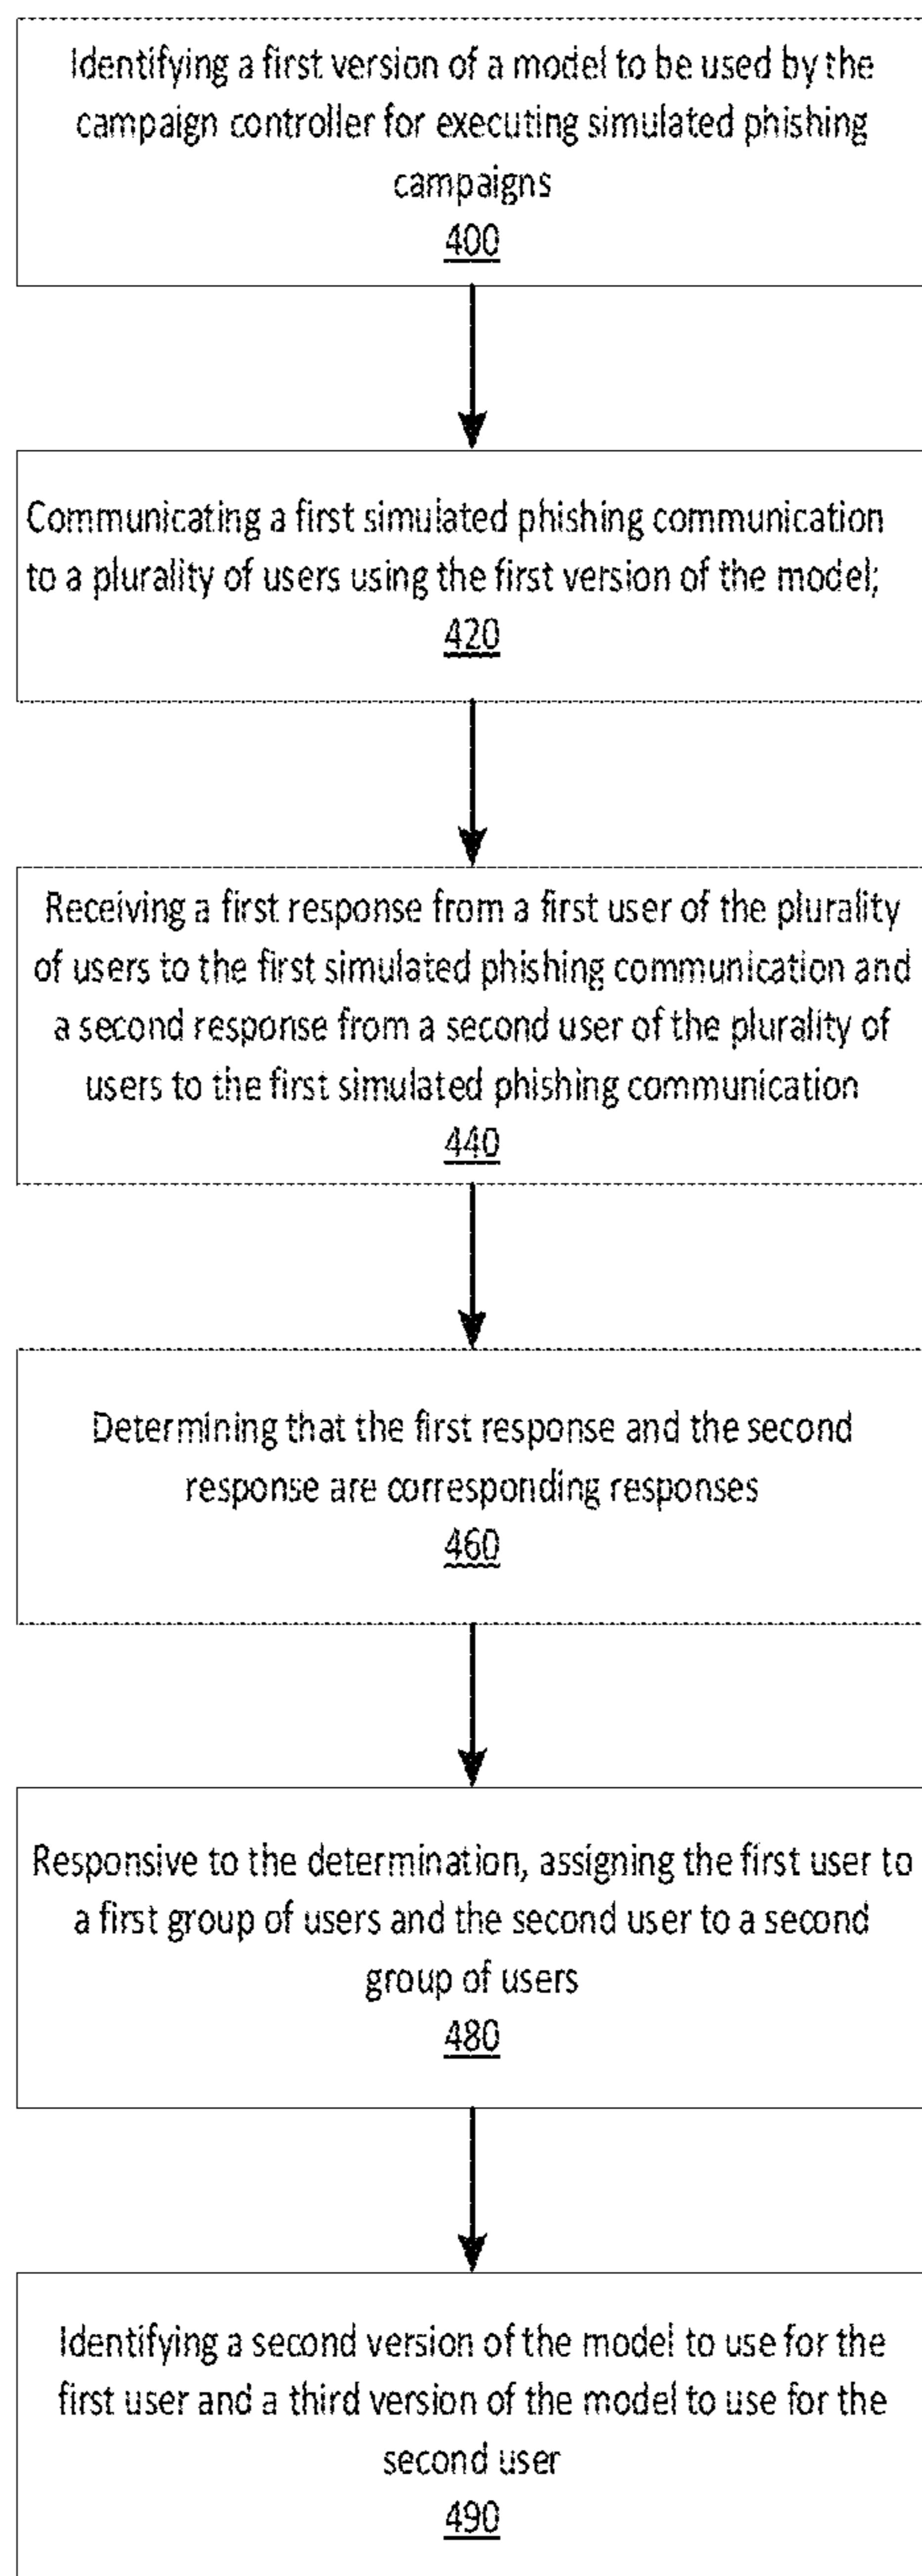 Identifying a first version of a model to be used by the
campaign controller for executing simulated phishing
campaigns
400
Communicating a first simulated phishing communication
to a plurality of users using the first version of the model;
420
Receiving a first response from a first user of the plurality
of users to the first simulated phishing communication and
a second response from a second user of the plurality of
users to the first simulated phishing communication
440
Determining that the first response and the second
response are corresponding responses
460
Responsive to the determination, assigning the first user to
a first group of users and the second user to a second
group of users
480
Identifying a second version of the model to use for the
first user and a third version of the model to use for the
second user
490